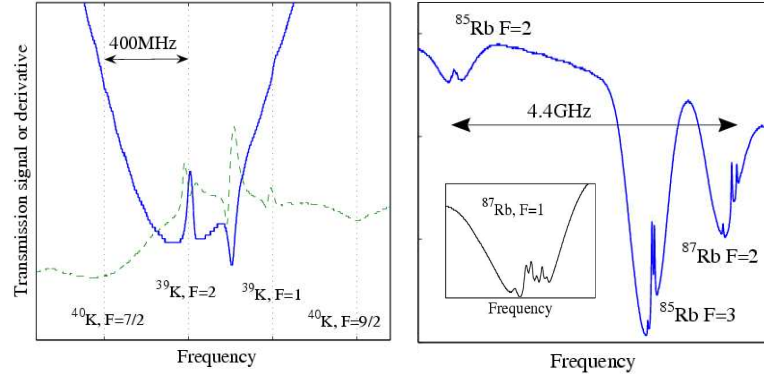 Transmission signal or derivative
400MHz
39K, F=2
39K, F=1
40K, F=7/2
40K, F=9/2
Frequency
85Rb F=2
4.4GHz
87Rb, F=1
Frequency
87Rb F=2
85Rb F=3
Frequency